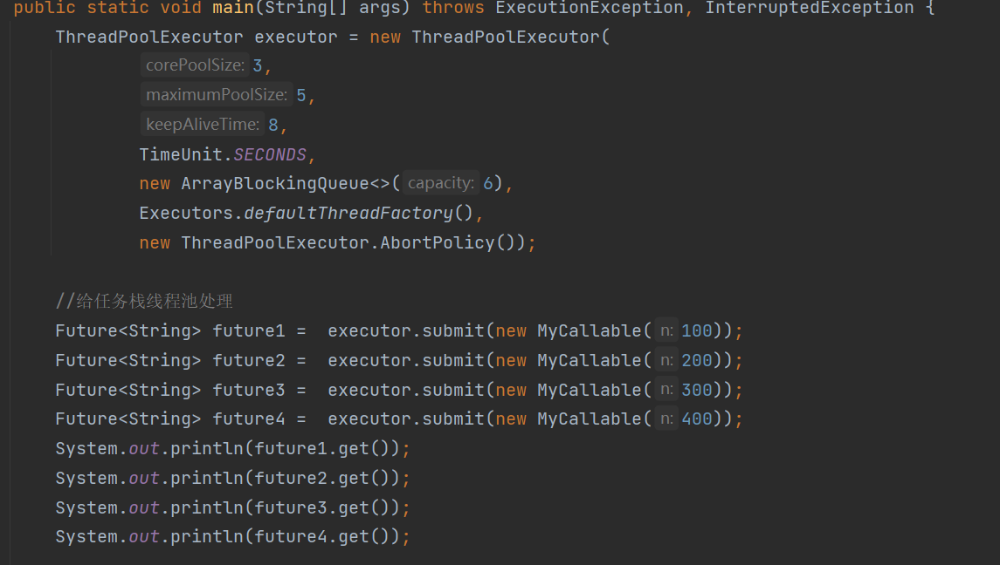 public static void main(String[] args) throws ExecutionException, InterruptedException {
ThreadPoolExecutor executor = new ThreadPoolExecutor(
corePoolSize: 3,
maximumPoolSize: 5,
keepAliveTime: 8,
TimeUnit.SECONDS,
new ArrayBlockingQueue<>( capacity: 6),
Executors.defaultThreadFactory(),
new ThreadPoolExecutor.AbortPolicy());
//给任务栈线程池处理
Future<String> future1 =  executor.submit(new MyCallable( n: 100));
Future<String> future2 =  executor.submit(new MyCallable( n: 200));
Future<String> future3 =  executor.submit(new MyCallable( n: 300));
Future<String> future4 =  executor.submit(new MyCallable( n: 400));
System.out.println(future1.get());
System.out.println(future2.get());
System.out.println(future3.get());
System.out.println(future4.get());